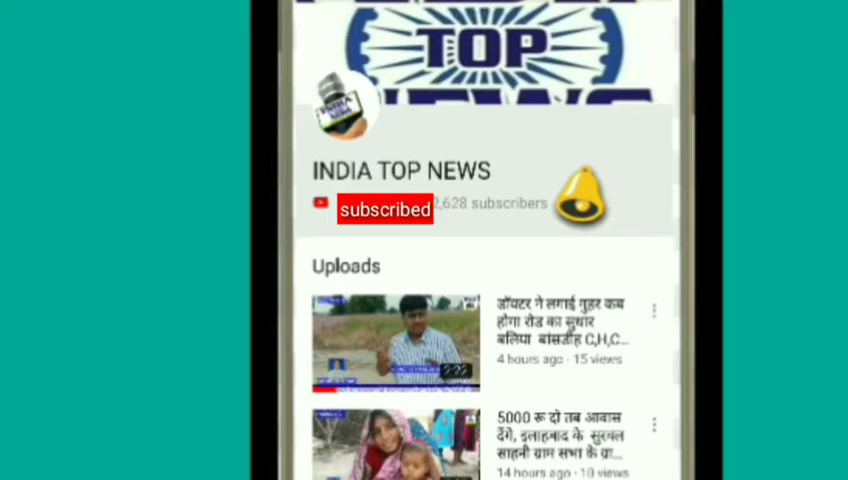 TOP
NEWS
INDIA TOP NEWS
subscribed 2,628 subscribers
Uploads
डॉक्टर ने लगाई गुहार कब
होगा रोड का सुधार
बलिया बांसडीह C,H,C...
4 hours ago · 15 views
5000 रू दो तब आवास
देंगे, इलाहबाद के सुरवल
साहनी ग्राम सभा के ग्रा...
14 hours ago · 10 views